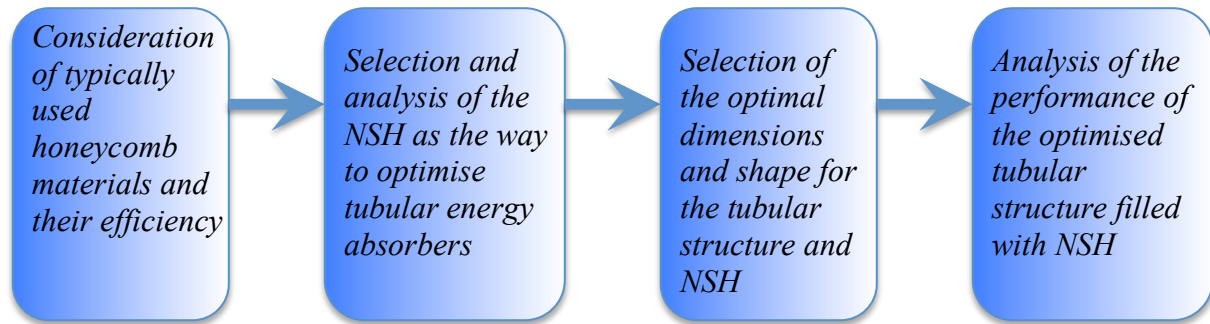 Consideration
of typically
used
honeycomb
materials and
their efficiency
Selection and
analysis of the
NSH as the way
to optimise
tubular energy
absorbers
Selection of
the optimal
dimensions
and shape for
the tubular
structure and
NSH
Analysis of the
performance of
the optimised
tubular
structure filled
with NSH